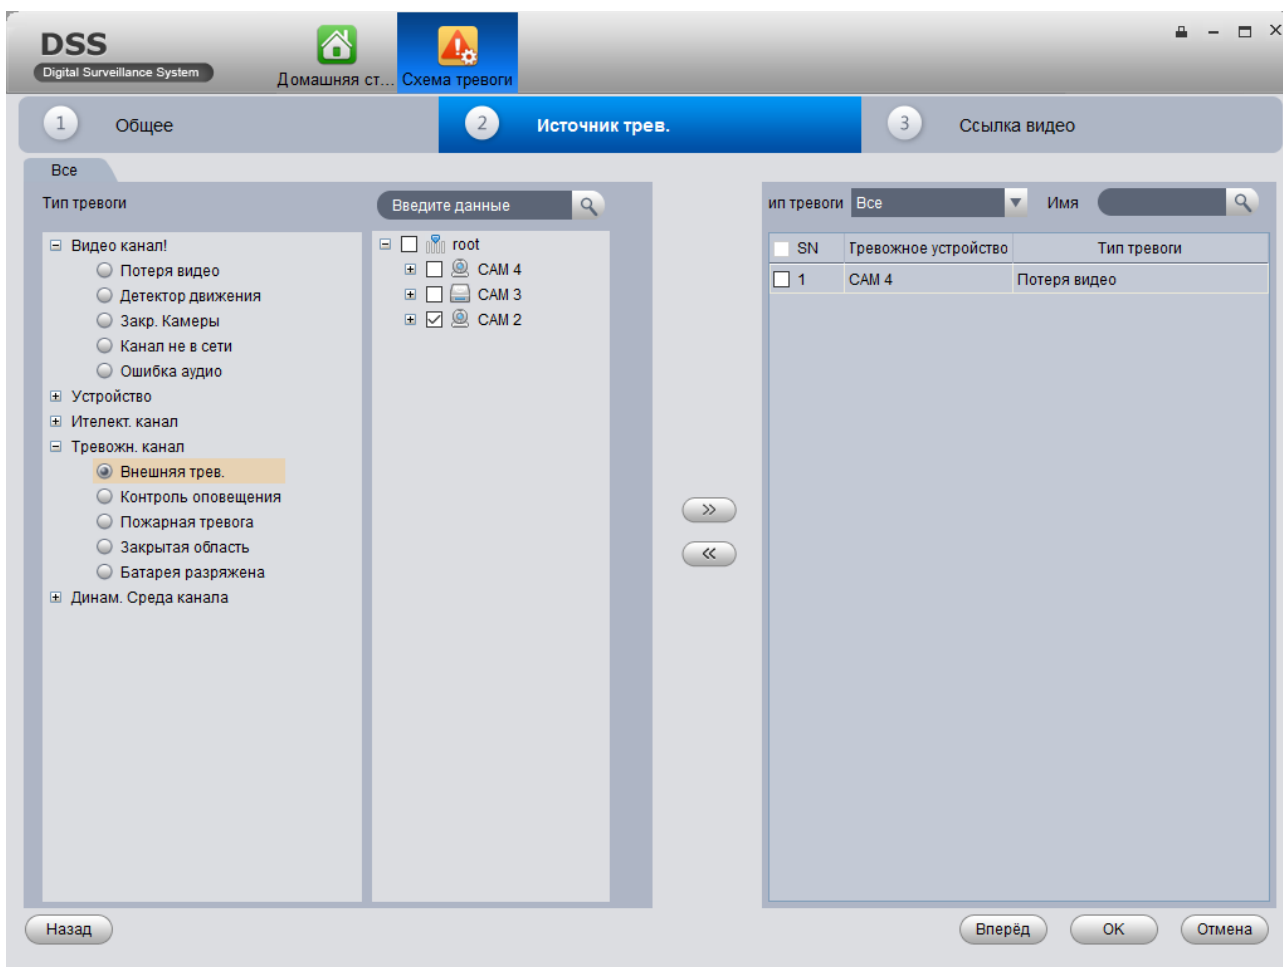 DSS
Digital Surveillance System
Домашняя ст...
Схема тревоги
1 Общее
2 Источник трев.
3 Ссылка видео
Все
Тип тревоги
Введите данные
Видео канал!
Потеря видео
Детектор движения
Закр. Камеры
Канал не в сети
Ошибка аудио
Устройство
Ителект. канал
Тревожн. канал
Внешняя трев.
Контроль оповещения
Пожарная тревога
Закрытая область
Батарея разряжена
Динам. Среда канала
root
CAM 4
CAM 3
CAM 2
>>
<<
ип тревоги Все Имя
SN Тревожное устройство Тип тревоги
1 CAM 4 Потеря видео
Назад
Вперёд OK Отмена